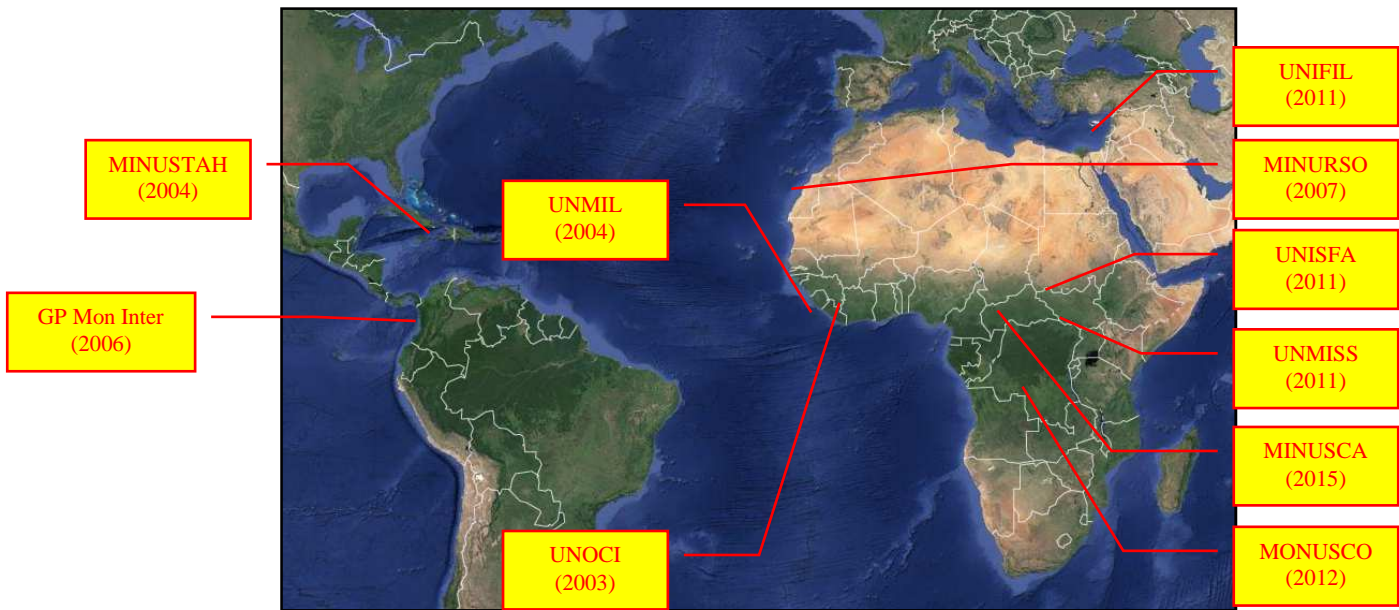 MINUSTAH
(2004)
GP Mon Inter
(2006)
UNMIL
(2004)
UNOCI
(2003)
UNIFIL
(2011)
MINURSO
(2007)
UNISFA
(2011)
UNMISS
(2011)
MINUSCA
(2015)
MONUSCO
(2012)